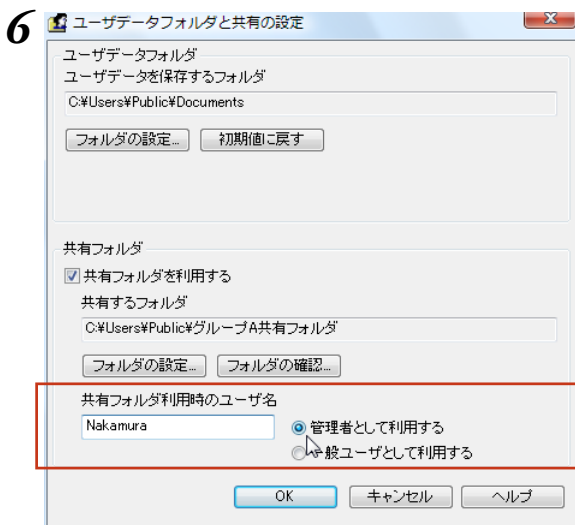 6
ユーザデータフォルダと共有の設定
ユーザデータフォルダ
ユーザデータを保存するフォルダ
C:¥Users¥Public¥Documents
フォルダの設定... 初期値に戻す
共有フォルダ
共有フォルダを利用する
共有するフォルダ
C:¥Users¥Public¥グループA共有フォルダ
フォルダの設定... フォルダの確認...
共有フォルダ利用時のユーザ名
Nakamura 管理者として利用する
一般ユーザとして利用する
OK キャンセル ヘルプ